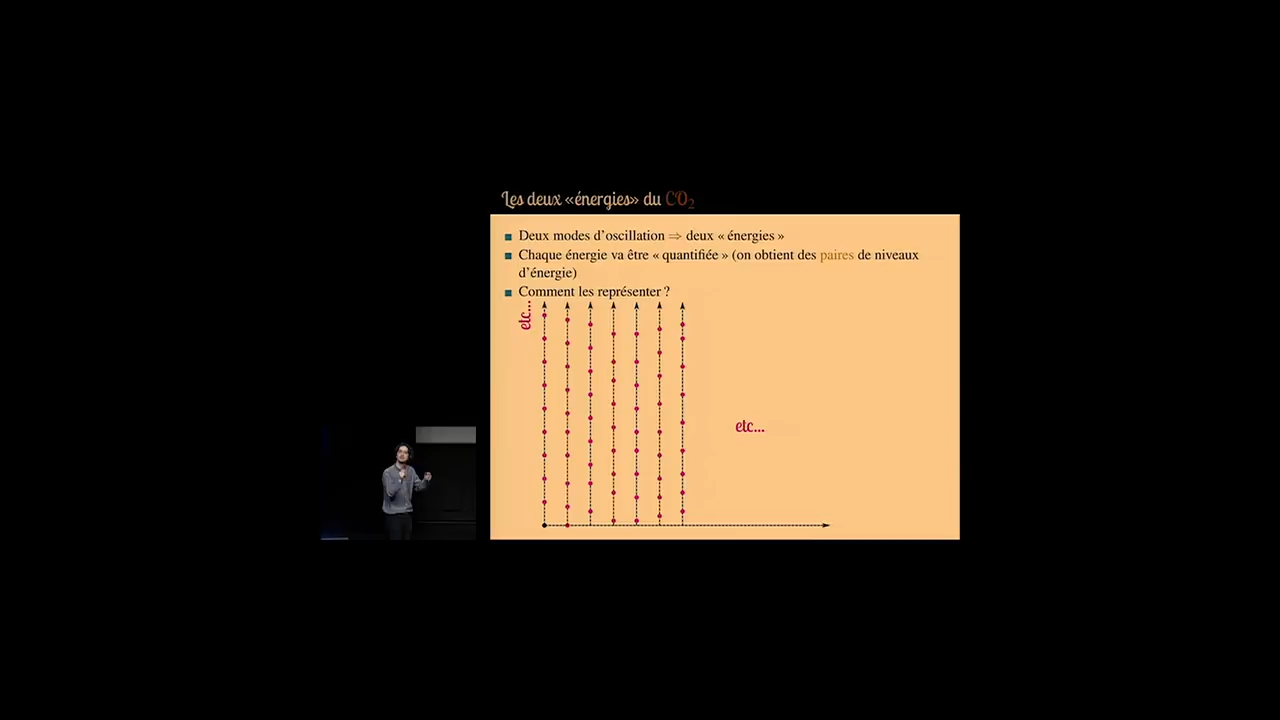 Les deux «énergies» du CO₂
Deux modes d'oscillation ⇒ deux « énergies »
Chaque énergie va être « quantifiée » (on obtient des paires de niveaux
d'énergie)
Comment les représenter ?
etc...
etc...